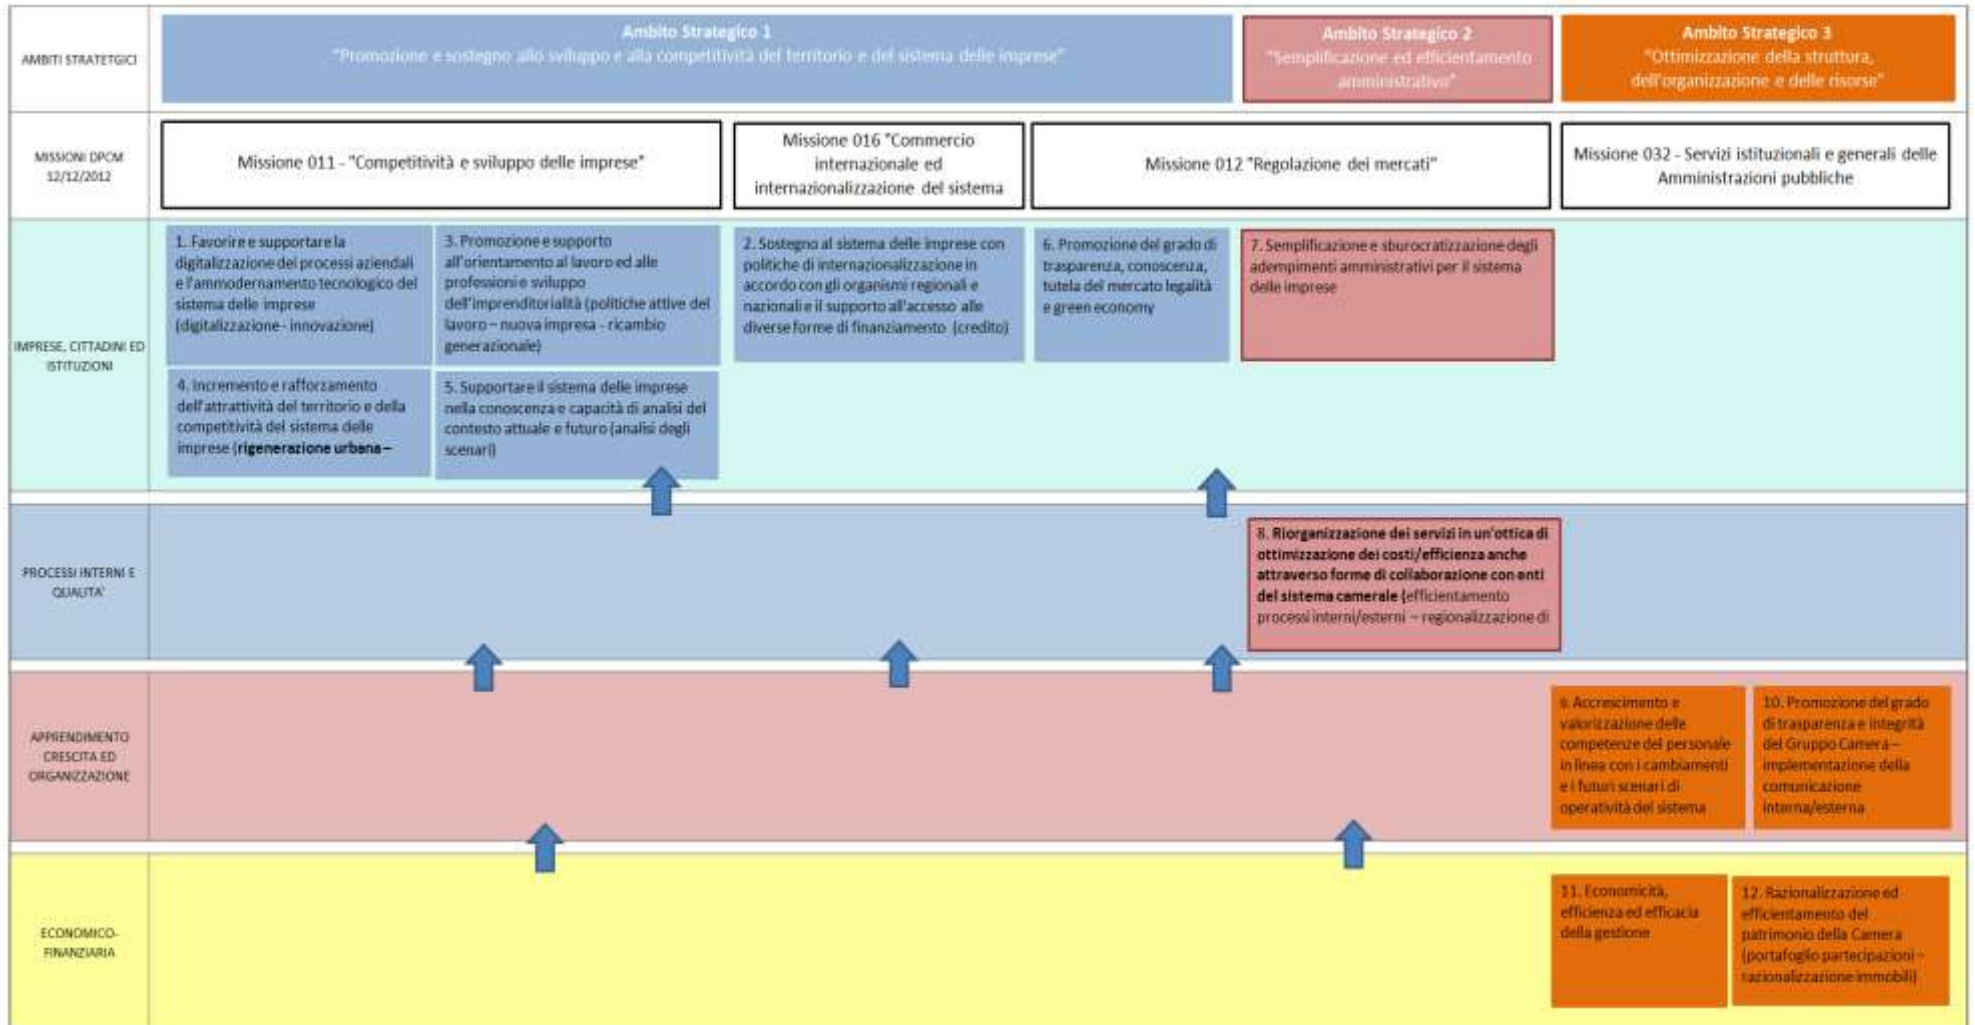 AMBITI STRATETGICI
Ambito Strategico 1
"Promozione e sostegno allo sviluppo e alla competitività del territorio e del sistema delle imprese"
Ambito Strategico 2
"Semplificazione ed efficientamento
amministrativo"
Ambito Strategico 3
"Ottimizzazione della struttura,
dell'organizzazione e delle risorse"
MISSIONI DPCM
12/12/2012
Missione 011 - "Competitività e sviluppo delle imprese"
Missione 016 "Commercio
internazionale ed
internazionalizzazione del sistema
Missione 012 "Regolazione dei mercati"
Missione 032 - Servizi istituzionali e generali delle
Amministrazioni pubbliche
IMPRESE, CITTADINI ED
ISTITUZIONI
1. Favorire e supportare la
digitalizzazione dei processi aziendali
e l'ammodernamento tecnologico del
sistema delle imprese
(digitalizzazione- innovazione)
3. Promozione e supporto
all'orientamento al lavoro ed alle
professioni e sviluppo
dell'imprenditorialità (politiche attive del
lavoro – nuova impresa - ricambio
generazionale)
2. Sostegno al sistema delle imprese con
politiche di internazionalizzazione in
accordo con gli organismi regionali e
nazionali e il supporto all'accesso alle
diverse forme di finanziamento (credito)
6. Promozione del grado di
trasparenza, conoscenza,
tutela del mercato legalità
e green economy
7. Semplificazione e sburocratizzazione degli
adempimenti amministrativi per il sistema
delle imprese
4. Incremento e rafforzamento
dell'attrattività del territorio e della
competitività del sistema delle
imprese (rigenerazione urbana –
5. Supportare il sistema delle imprese
nella conoscenza e capacità di analisi del
contesto attuale e futuro (analisi degli
scenari)
PROCESSI INTERNI E
QUALITA'
8. Riorganizzazione dei servizi in un'ottica di
ottimizzazione dei costi/efficienza anche
attraverso forme di collaborazione con enti
del sistema camerale (efficientamento
processi interni/esterni – regionalizzazione di
APPRENDIMENTO
CRESCITA ED
ORGANIZZAZIONE
9. Accrescimento e
valorizzazione delle
competenze del personale
in linea con i cambiamenti
e i futuri scenari di
operatività del sistema
10. Promozione del grado
di trasparenza e integrità
del Gruppo Camera –
implementazione della
comunicazione
interna/esterna
ECONOMICO-
FINANZIARIA
11. Economicità,
efficienza ed efficacia
della gestione
12. Razionalizzazione ed
efficientamento del
patrimonio della Camera
(portafoglio partecipazioni –
razionalizzazione immobili)